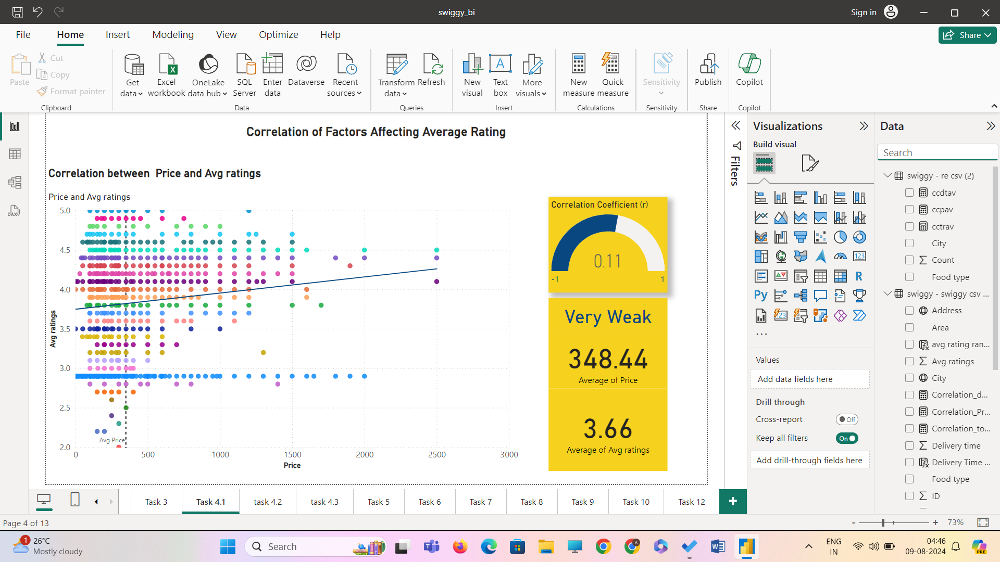 swiggy_bi
Sign in
File Home Insert Modeling View Optimize Help
Share
Paste
Cut
Copy
Format painter
Clipboard
Get data
Excel workbook
OneLake data hub
SQL Server
Enter data
Dataverse
Recent sources
Data
Transform data
Refresh
Queries
New visual
Text box
A
More visuals
Insert
New measure
Quick measure
Calculations
Sensitivity
Sensitivity
Publish
Share
Copilot
Copilot
DAX
Correlation of Factors Affecting Average Rating
Correlation between  Price and Avg ratings
Price and Avg ratings
5.0
4.5
4.0
3.5
3.0
2.5
2.0
Avg ratings
Avg Price
0 500 1000 1500 2000 2500 3000
Price
Correlation Coefficient (r)
0.11
-1 1
Very Weak
348.44
Average of Price
3.66
Average of Avg ratings
Filters
Visualizations
Build visual
123
R
Py
123
...
Values
Add data fields here
Drill through
Cross-report
Off
Keep all filters
On
Add drill-through fields here
Data
Search
swiggy - re csv (2)
ccdtav
ccpav
cctrav
City
Count
Food type
swiggy - swiggy csv ...
Address
Area
avg rating ran...
Avg ratings
City
Correlation_d...
Correlation_Pr...
Correlation_to...
Delivery time
Delivery Time ...
Food type
ID
Task 3 Task 4.1 task 4.2 task 4.3 Task 5 Task 6 Task 7 Task 8 Task 9 Task 10 Task 12
+
Page 4 of 13
- + 73%
1
26°C
Mostly cloudy
Search
A
ENG
IN
04:46
09-08-2024
PRE